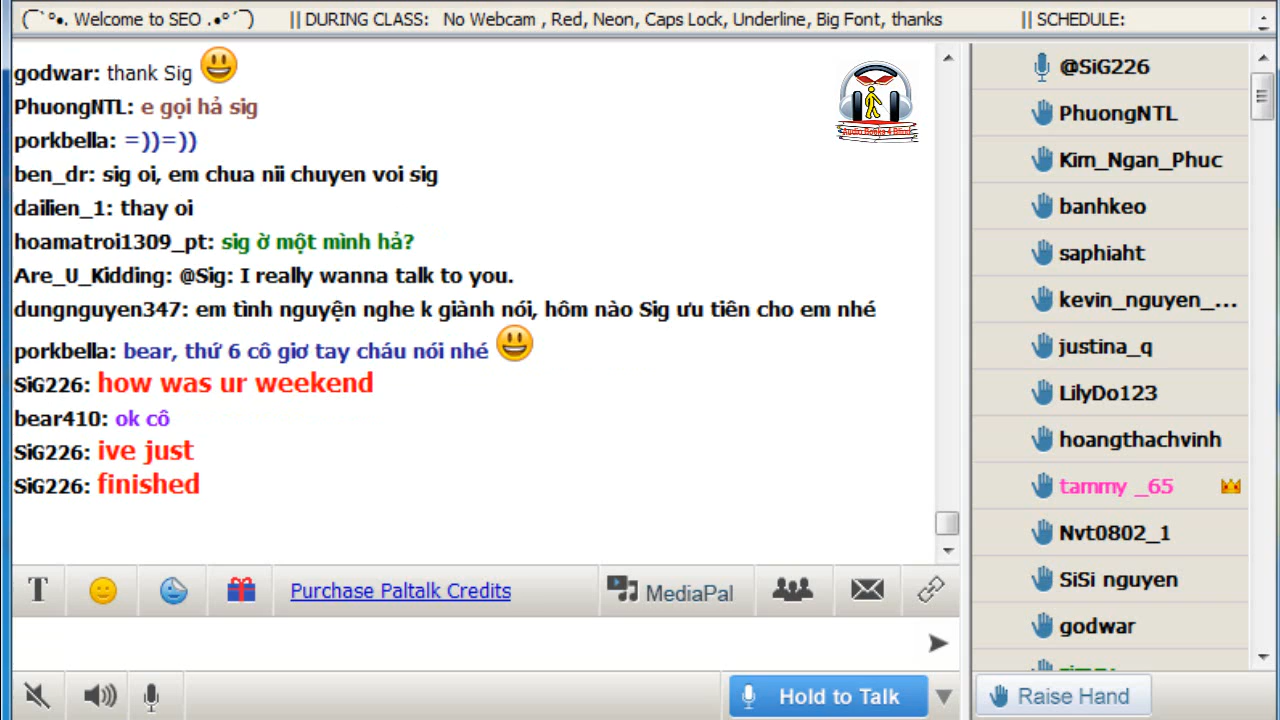 (¯`°•. Welcome to SEO .•°´¯) || DURING CLASS: No Webcam , Red, Neon, Caps Lock, Underline, Big Font, thanks || SCHEDULE:
godwar: thank Sig
PhuongNTL: e gọi hả sig
porkbella: =))=))
ben_dr: sig oi, em chua nii chuyen voi sig
dailien_1: thay oi
hoamatroi1309_pt: sig ở một mình hả?
Are_U_Kidding: @Sig: I really wanna talk to you.
dungnguyen347: em tình nguyện nghe k giành nói, hôm nào Sig ưu tiên cho em nhé
porkbella: bear, thứ 6 cô giơ tay cháu nói nhé
SiG226: how was ur weekend
bear410: ok cô
SiG226: ive just
SiG226: finished
Audio Books 4 Blind
T
Purchase Paltalk Credits
MediaPal
Hold to Talk
@SiG226
PhuongNTL
Kim_Ngan_Phuc
banhkeo
saphiaht
kevin_nguyen_...
justina_q
LilyDo123
hoangthachvinh
tammy _65
Nvt0802_1
SiSi nguyen
godwar
Raise Hand